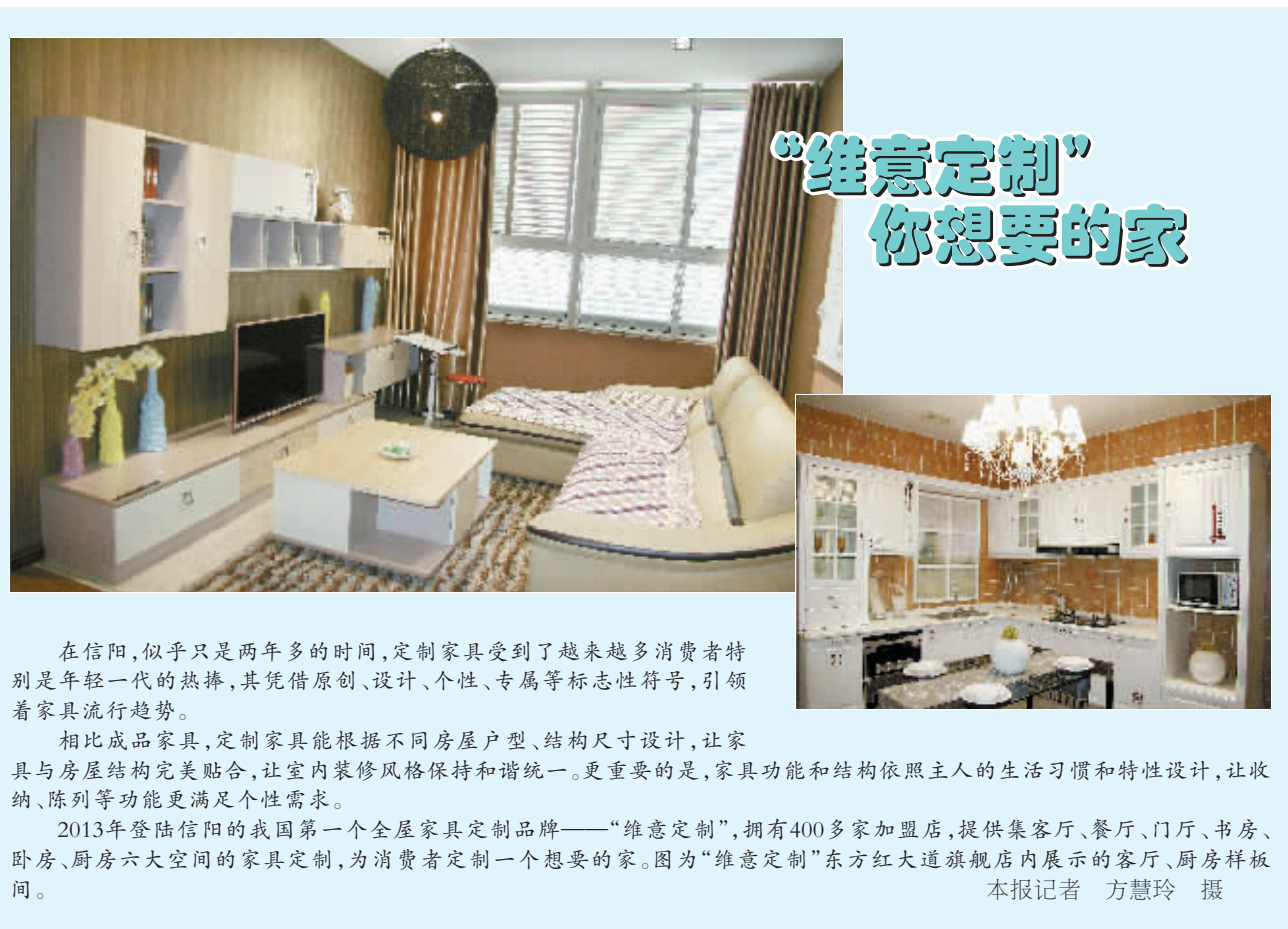 “维意定制”
你想要的家
在信阳,似乎只是两年多的时间,定制家具受到了越来越多消费者特
别是年轻一代的热捧,其凭借原创、设计、个性、专属等标志性符号,引领
着家具流行趋势。
相比成品家具,定制家具能根据不同房屋户型、结构尺寸设计,让家
具与房屋结构完美贴合,让室内装修风格保持和谐统一。更重要的是,家具功能和结构依照主人的生活习惯和特性设计,让收
纳、陈列等功能更满足个性需求。
2013年登陆信阳的我国第一个全屋家具定制品牌——“维意定制”,拥有400多家加盟店,提供集客厅、餐厅、门厅、书房、
卧房、厨房六大空间的家具定制,为消费者定制一个想要的家。图为“维意定制”东方红大道旗舰店内展示的客厅、厨房样板
间。
本报记者 方慧玲 摄